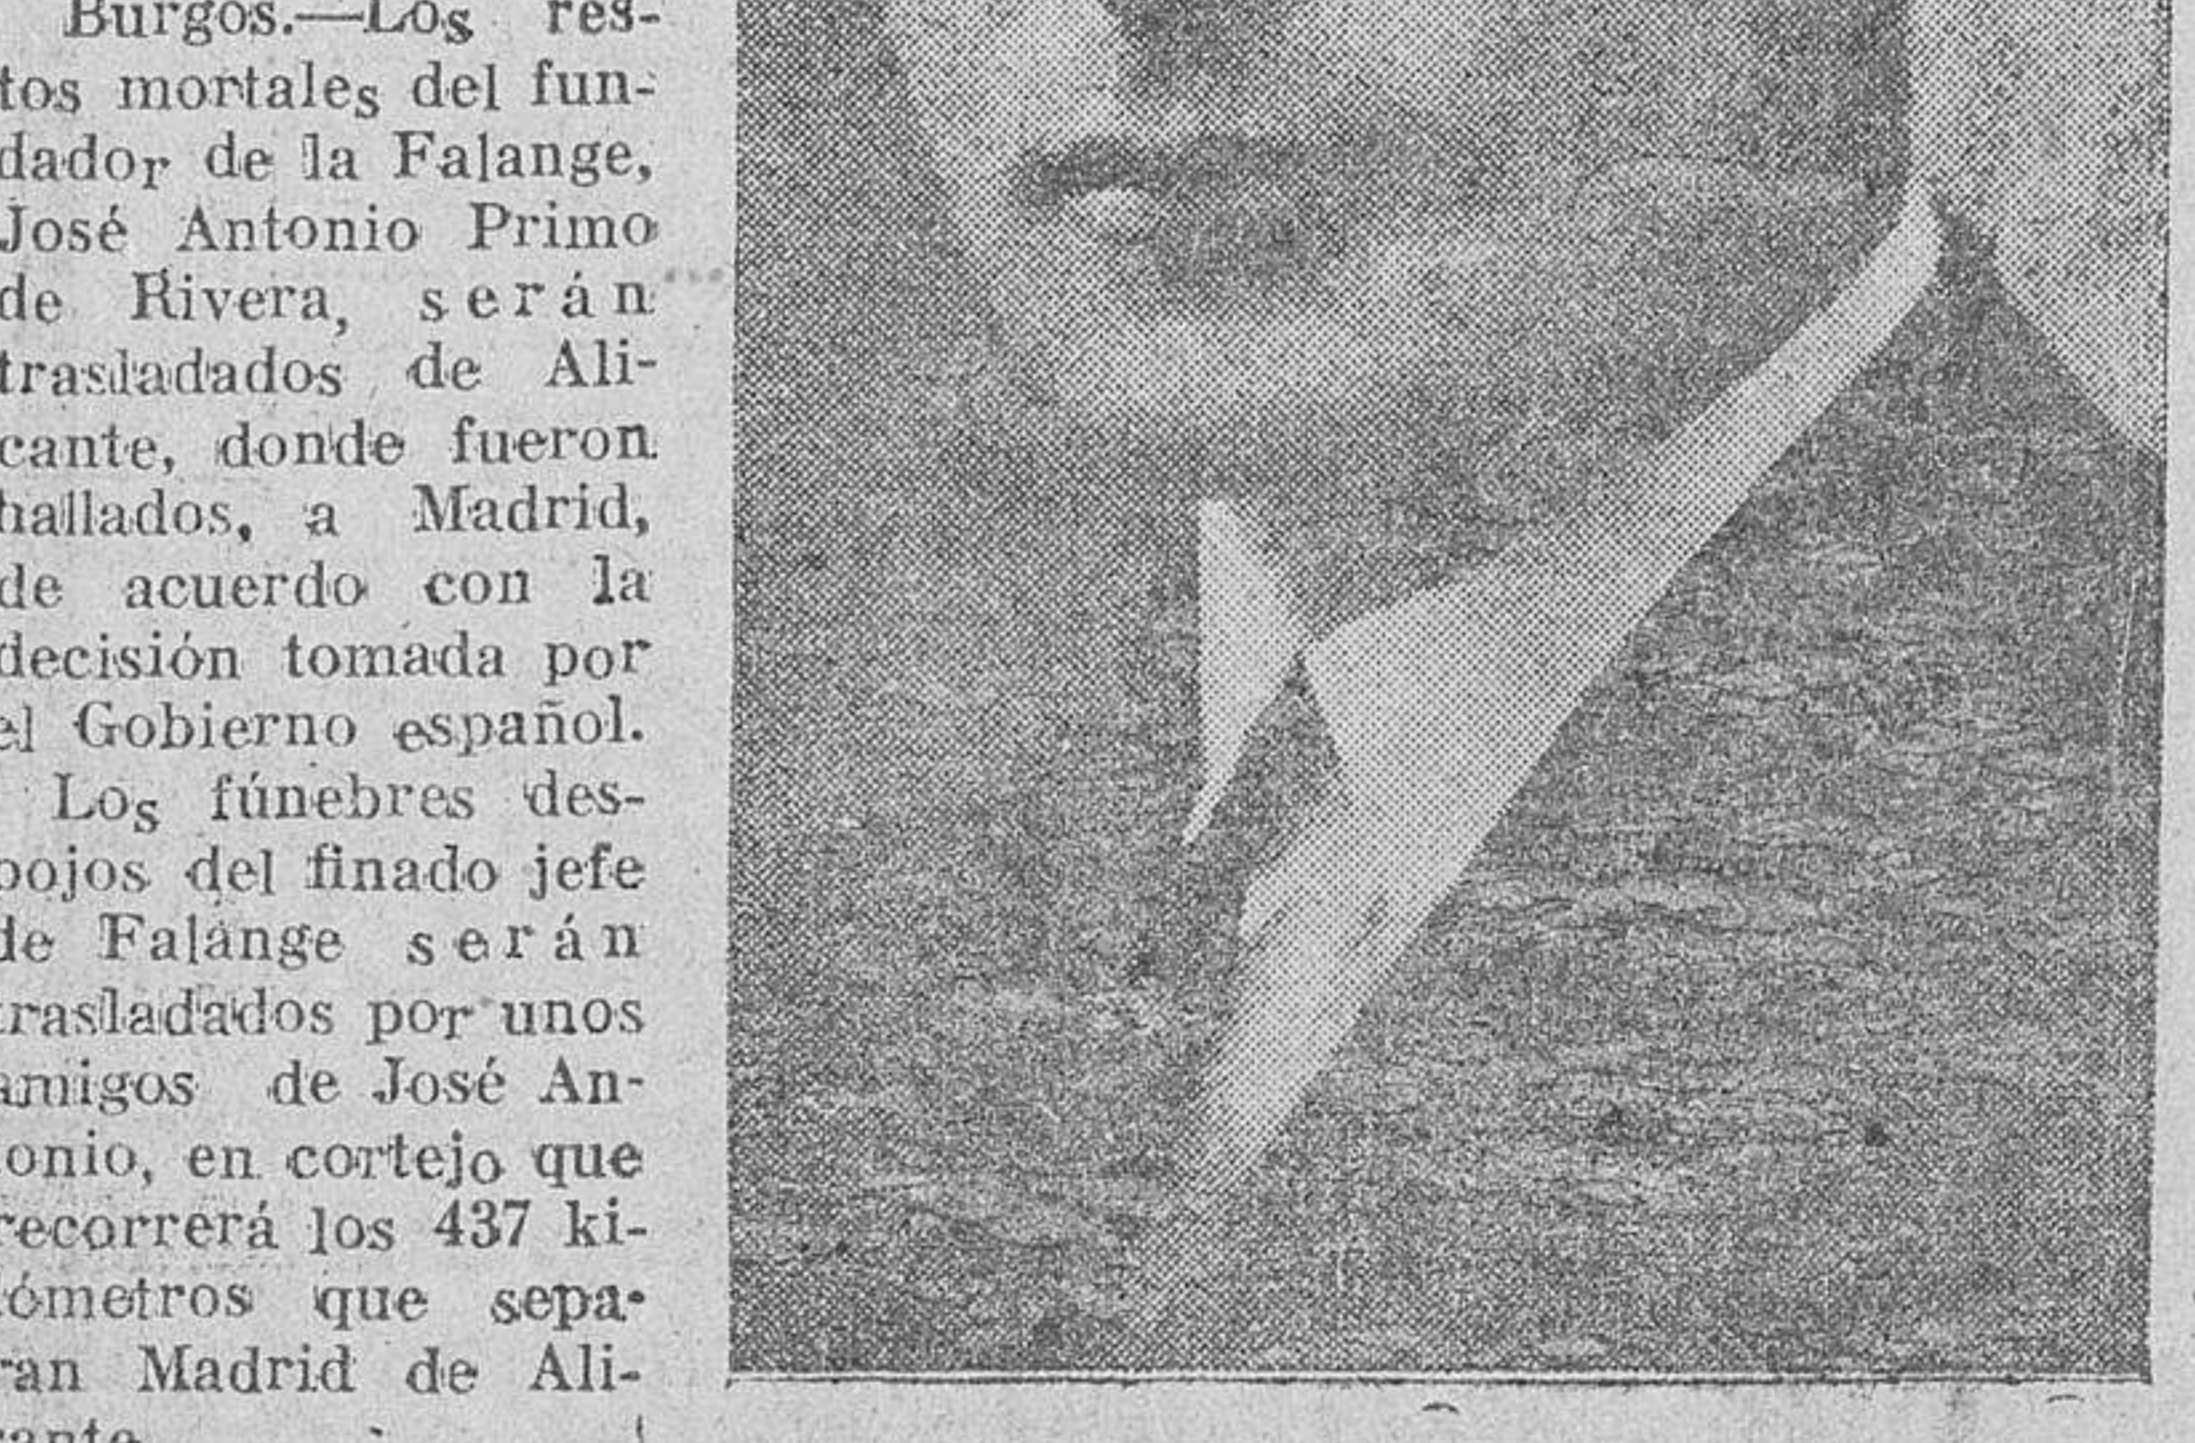 Burgos.—Los res-
tos mortales del fun-
dador de la Falange,
José Antonio Primo
de Rivera, serán
trasladados de Ali-
cante, donde fueron
hallados, a Madrid,
de acuerdo con la
decisión tomada por
el Gobierno español.
Los fúnebres des-
pojos del finado jefe
de Falange serán
trasladados por unos
amigos de José An-
tonio, en cortejo que
recorrerá los 437 ki-
lómetros que sepa-
ran Madrid de Ali-
cante.